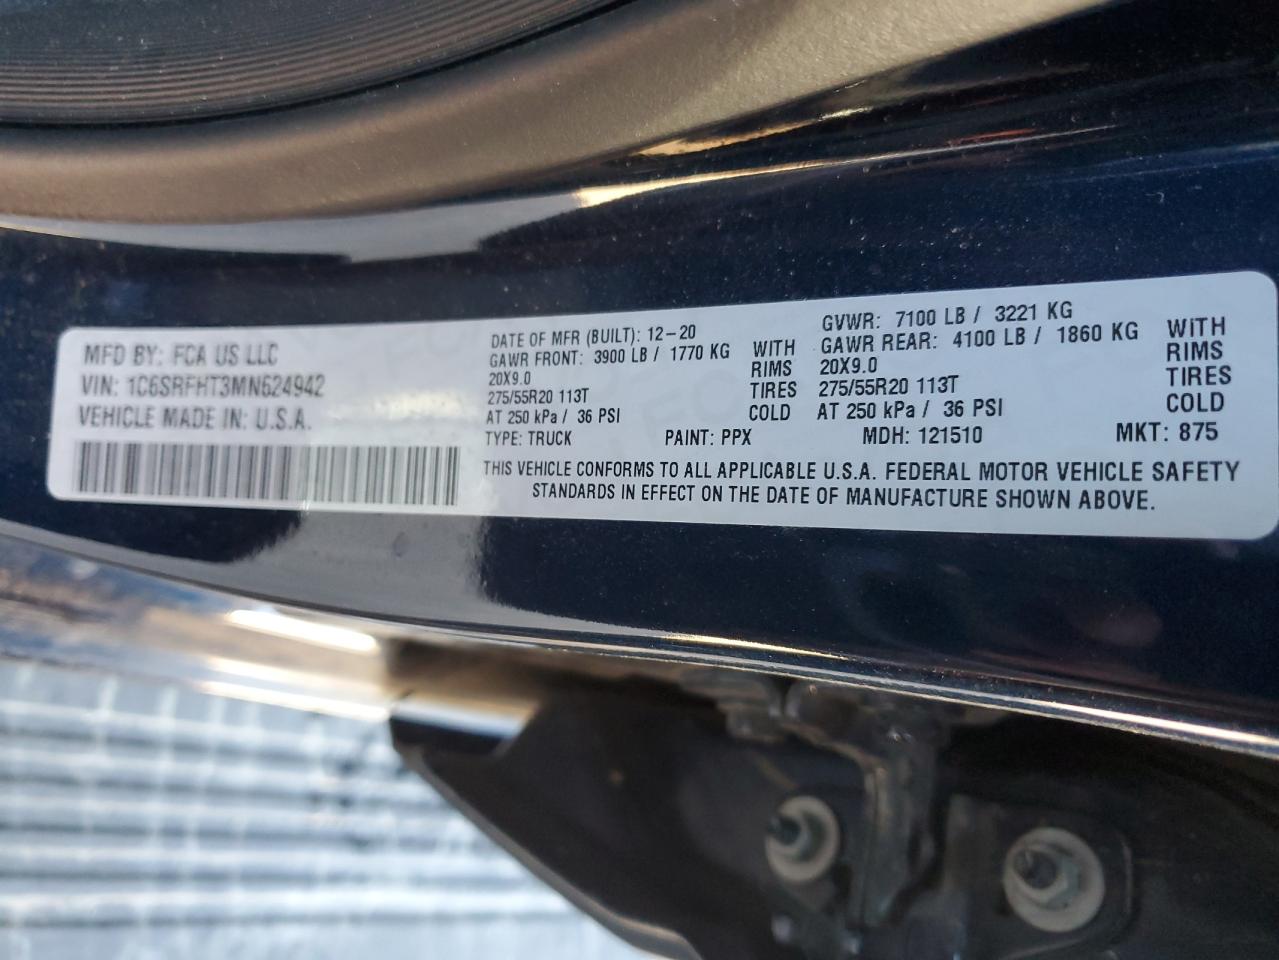 MFD BY: FCA US LLC
VIN: 1C6SRFHT3MN624942
VEHICLE MADE IN: U.S.A.
DATE OF MFR (BUILT): 12-20
GAWR FRONT: 3900 LB / 1770 KG WITH
20X9.0 RIMS
275/55R20 113T TIRES
AT 250 kPa / 36 PSI COLD
GVWR: 7100 LB / 3221 KG
GAWR REAR: 4100 LB / 1860 KG WITH
20X9.0 RIMS
275/55R20 113T TIRES
AT 250 kPa / 36 PSI COLD
TYPE: TRUCK PAINT: PPX MDH: 121510 MKT: 875
THIS VEHICLE CONFORMS TO ALL APPLICABLE U.S.A. FEDERAL MOTOR VEHICLE SAFETY
STANDARDS IN EFFECT ON THE DATE OF MANUFACTURE SHOWN ABOVE.